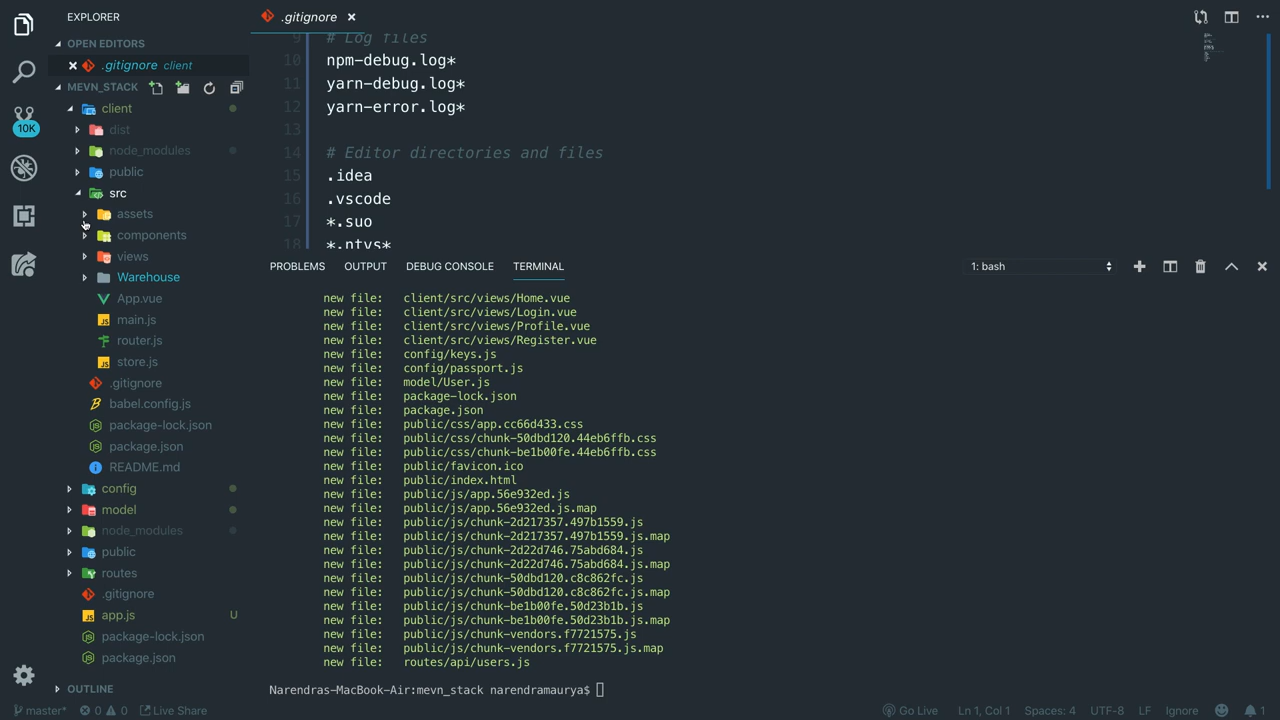 EXPLORER
OPEN EDITORS
.gitignore client
MEVN_STACK
client
dist
node_modules
public
src
assets
components
views
Warehouse
App.vue
main.js
router.js
store.js
.gitignore
babel.config.js
package-lock.json
package.json
README.md
config
model
node_modules
public
routes
.gitignore
app.js U
package-lock.json
package.json
OUTLINE
10K
.gitignore
9 # Log files
10 npm-debug.log*
11 yarn-debug.log*
12 yarn-error.log*
13
14 # Editor directories and files
15 .idea
16 .vscode
17 *.suo
18 *.ntvs*
PROBLEMS OUTPUT DEBUG CONSOLE TERMINAL 1: bash
new file: client/src/views/Home.vue
new file: client/src/views/Login.vue
new file: client/src/views/Profile.vue
new file: client/src/views/Register.vue
new file: config/keys.js
new file: config/passport.js
new file: model/User.js
new file: package-lock.json
new file: package.json
new file: public/css/app.cc66d433.css
new file: public/css/chunk-50dbd120.44eb6ffb.css
new file: public/css/chunk-be1b00fe.44eb6ffb.css
new file: public/favicon.ico
new file: public/index.html
new file: public/js/app.56e932ed.js
new file: public/js/app.56e932ed.js.map
new file: public/js/chunk-2d217357.497b1559.js
new file: public/js/chunk-2d217357.497b1559.js.map
new file: public/js/chunk-2d22d746.75abd684.js
new file: public/js/chunk-2d22d746.75abd684.js.map
new file: public/js/chunk-50dbd120.c8c862fc.js
new file: public/js/chunk-50dbd120.c8c862fc.js.map
new file: public/js/chunk-be1b00fe.50d23b1b.js
new file: public/js/chunk-be1b00fe.50d23b1b.js.map
new file: public/js/chunk-vendors.f7721575.js
new file: public/js/chunk-vendors.f7721575.js.map
new file: routes/api/users.js
Narendras-MacBook-Air:mevn_stack narendramaurya$
master* 0 0 Live Share Go Live Ln 1, Col 1 Spaces: 4 UTF-8 LF Ignore 1